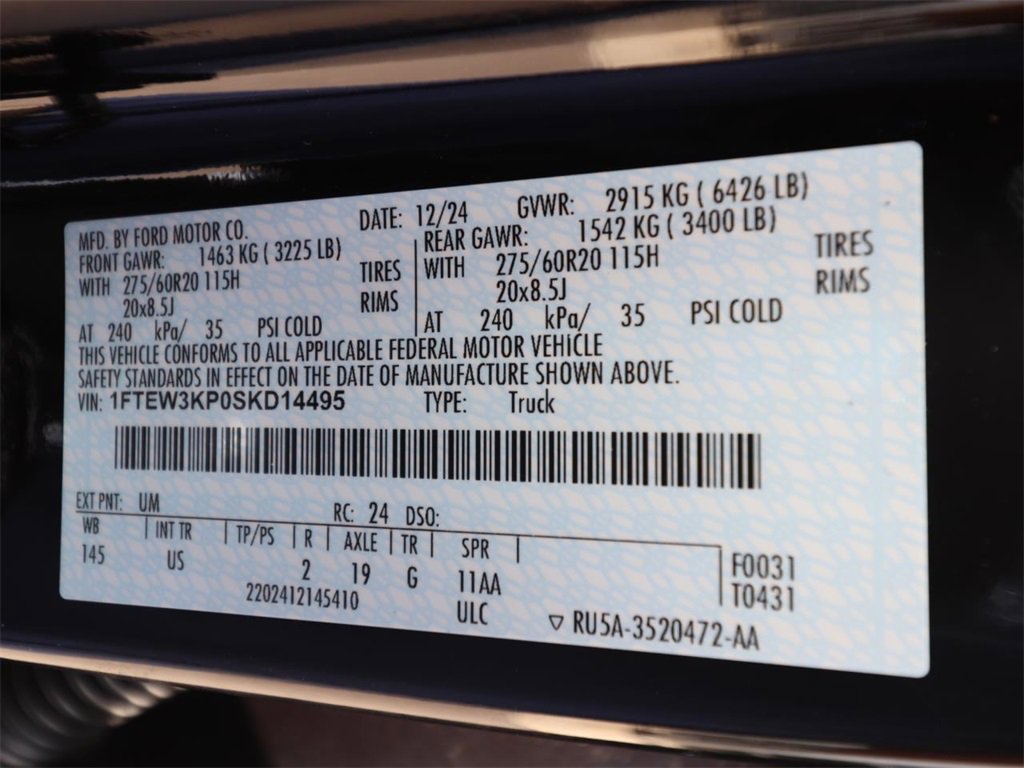 MFD. BY FORD MOTOR CO. DATE: 12/24 GVWR: 2915 KG ( 6426 LB)
FRONT GAWR: 1463 KG ( 3225 LB) REAR GAWR: 1542 KG ( 3400 LB)
WITH 275/60R20 115H TIRES WITH 275/60R20 115H TIRES
20x8.5J RIMS 20x8.5J RIMS
AT 240 kPa/ 35 PSI COLD AT 240 kPa/ 35 PSI COLD
THIS VEHICLE CONFORMS TO ALL APPLICABLE FEDERAL MOTOR VEHICLE
SAFETY STANDARDS IN EFFECT ON THE DATE OF MANUFACTURE SHOWN ABOVE.
VIN: 1FTEW3KP0SKD14495 TYPE: Truck
EXT PNT: UM RC: 24 DSO:
WB INT TR TP/PS R AXLE TR SPR
145 US 2 19 G 11AA F0031
2202412145410 ULC T0431
RU5A-3520472-AA